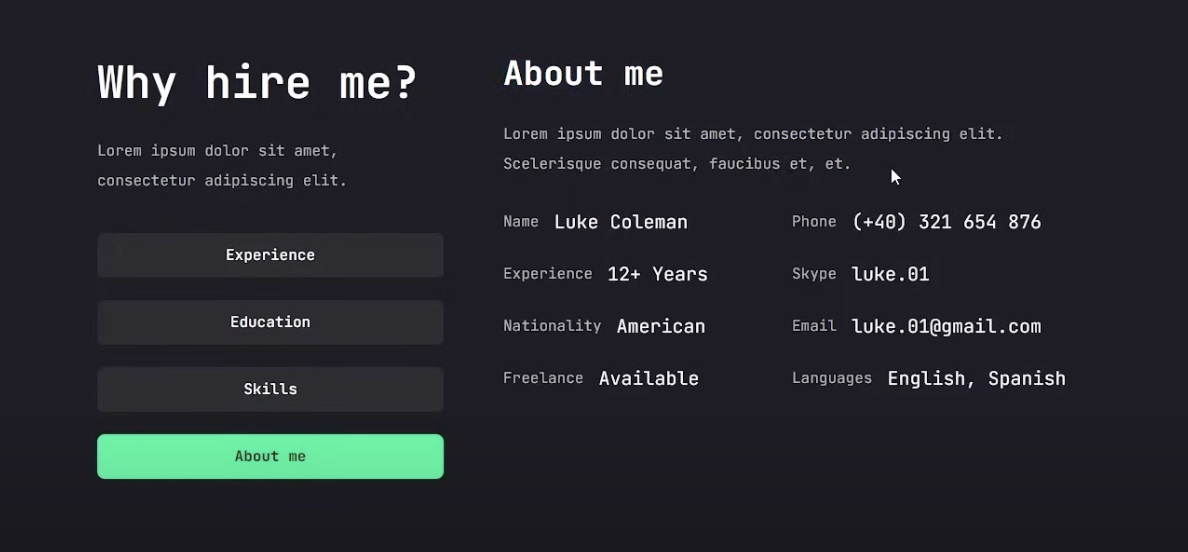 Why hire me?
Lorem ipsum dolor sit amet,
consectetur adipiscing elit.
Experience
Education
Skills
About me
About me
Lorem ipsum dolor sit amet, consectetur adipiscing elit.
Scelerisque consequat, faucibus et, et.
Name Luke Coleman
Phone (+40) 321 654 876
Experience 12+ Years
Skype luke.01
Nationality American
Email luke.01@gmail.com
Freelance Available
Languages English, Spanish